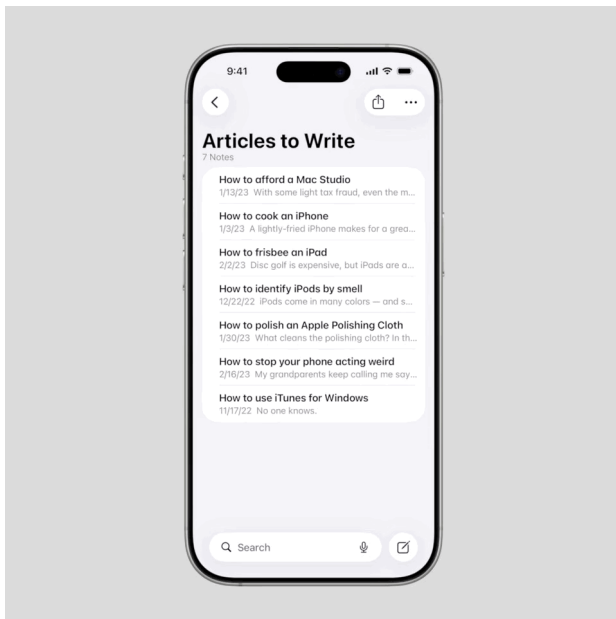 9:41
Articles to Write
7 Notes
How to afford a Mac Studio
1/13/23 With some light tax fraud, even the m...
How to cook an iPhone
1/3/23 A lightly-fried iPhone makes for a grea...
How to frisbee an iPad
2/2/23 Disc golf is expensive, but iPads are a...
How to identify iPods by smell
12/22/22 iPods come in many colors — and s...
How to polish an Apple Polishing Cloth
1/30/23 What cleans the polishing cloth? In th...
How to stop your phone acting weird
2/16/23 My grandparents keep calling me say...
How to use iTunes for Windows
11/17/22 No one knows.
Search